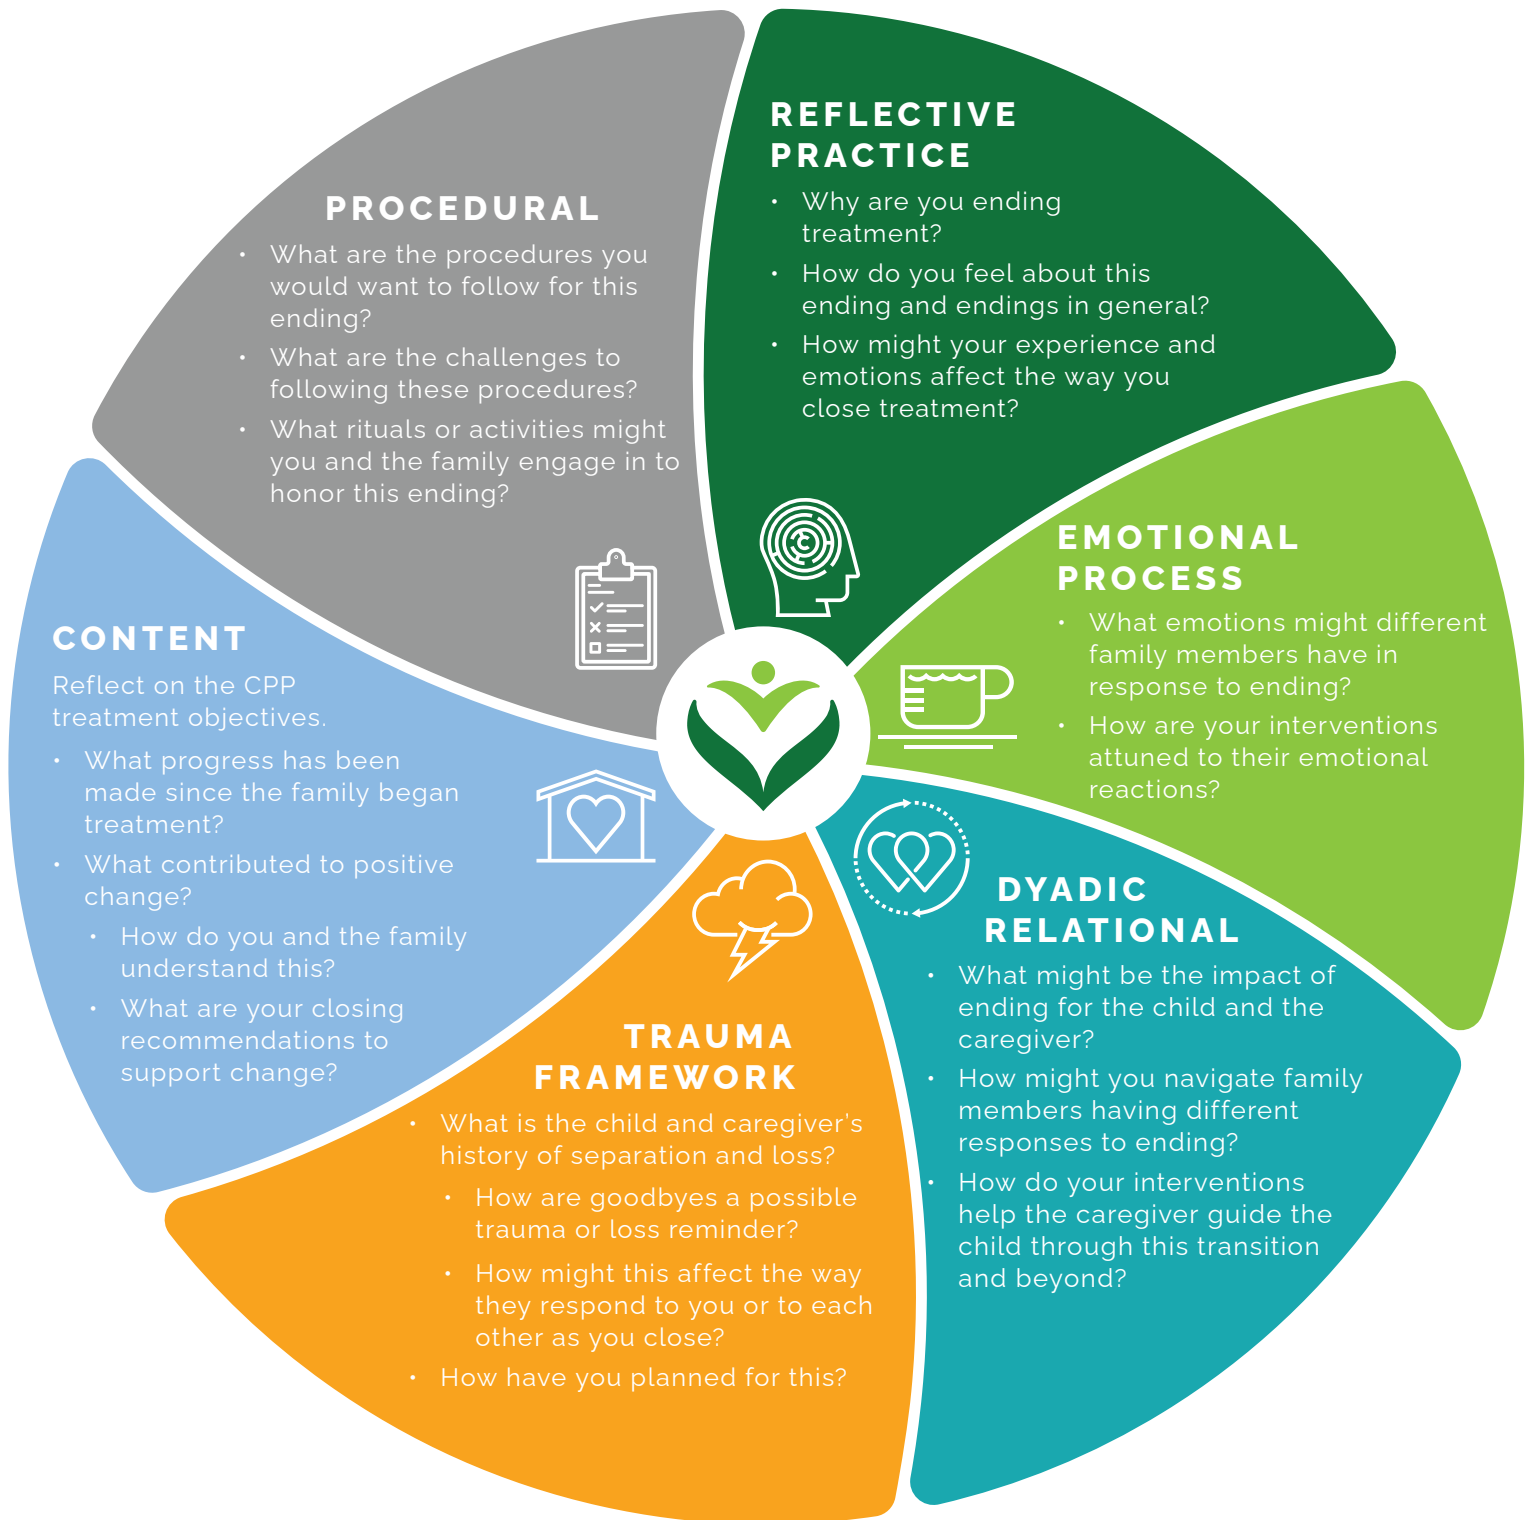 REFLECTIVE
PRACTICE
• Why are you ending
treatment?
• How do you feel about this
ending and endings in general?
• How might your experience and
emotions affect the way you
close treatment?
EMOTIONAL
PROCESS
• What emotions might different
family members have in
response to ending?
• How are your interventions
attuned to their emotional
reactions?
DYADIC
RELATIONAL
• What might be the impact of
ending for the child and the
caregiver?
• How might you navigate family
members having different
responses to ending?
• How do your interventions
help the caregiver guide the
child through this transition
and beyond?
TRAUMA
FRAMEWORK
• What is the child and caregiver’s
history of separation and loss?
• How are goodbyes a possible
trauma or loss reminder?
• How might this affect the way
they respond to you or to each
other as you close?
• How have you planned for this?
CONTENT
Reflect on the CPP
treatment objectives.
• What progress has been
made since the family began
treatment?
• What contributed to positive
change?
• How do you and the family
understand this?
• What are your closing
recommendations to
support change?
PROCEDURAL
• What are the procedures you
would want to follow for this
ending?
• What are the challenges to
following these procedures?
• What rituals or activities might
you and the family engage in to
honor this ending?